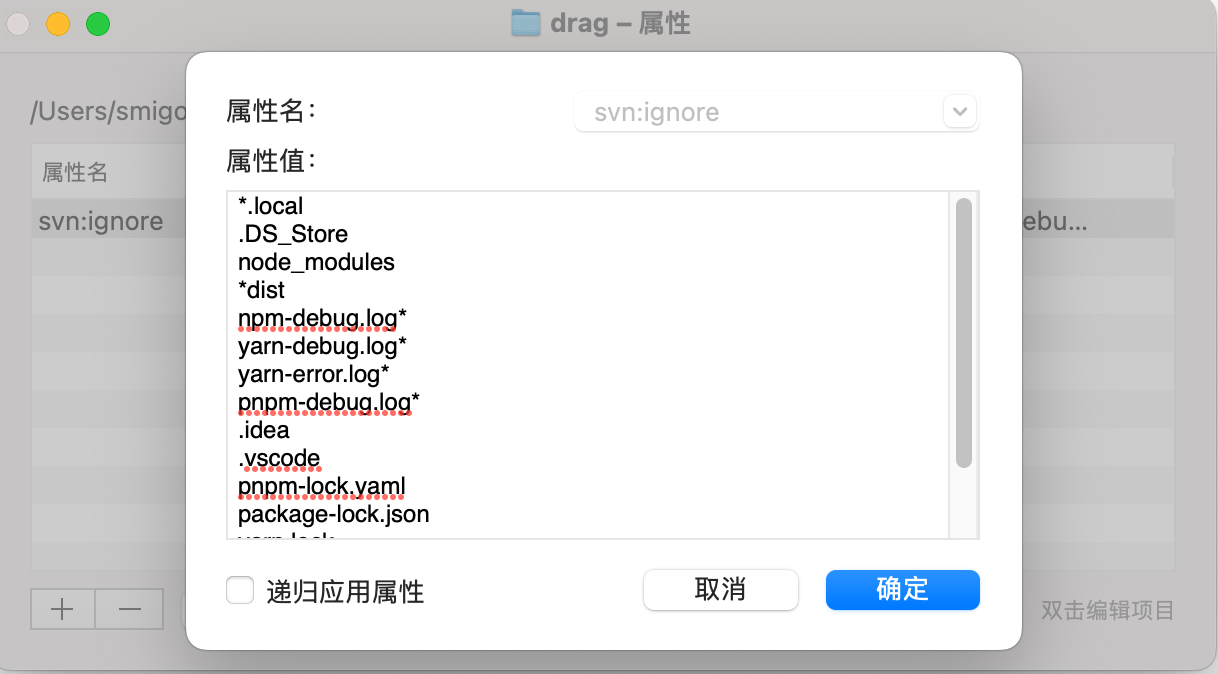 drag – 属性
/Users/smigo
属性名
svn:ignore
ebu...
属性名:
svn:ignore
属性值:
*.local
.DS_Store
node_modules
*dist
npm-debug.log*
yarn-debug.log*
yarn-error.log*
pnpm-debug.log*
.idea
.vscode
pnpm-lock.yaml
package-lock.json
递归应用属性
取消
确定
双击编辑项目